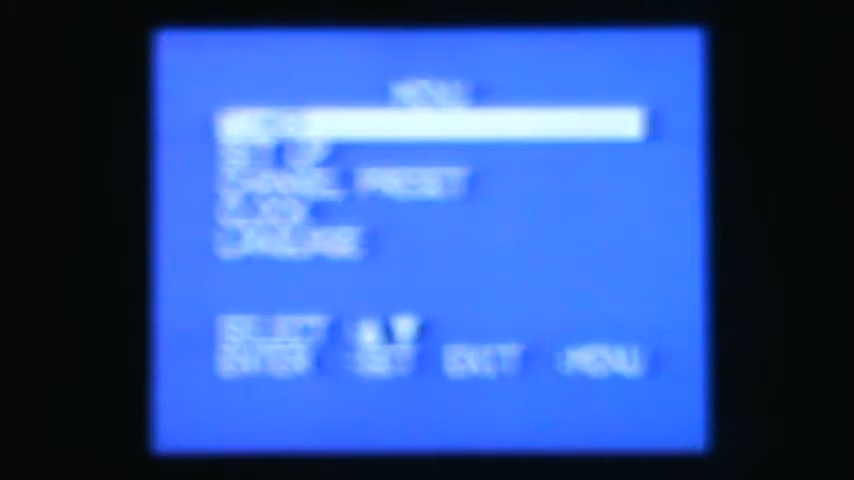 MENU
SET UP
CHANNEL PRESET
CLOCK
LANGUAGE
SELECT :▲▼
ENTER :SET EXIT :MENU